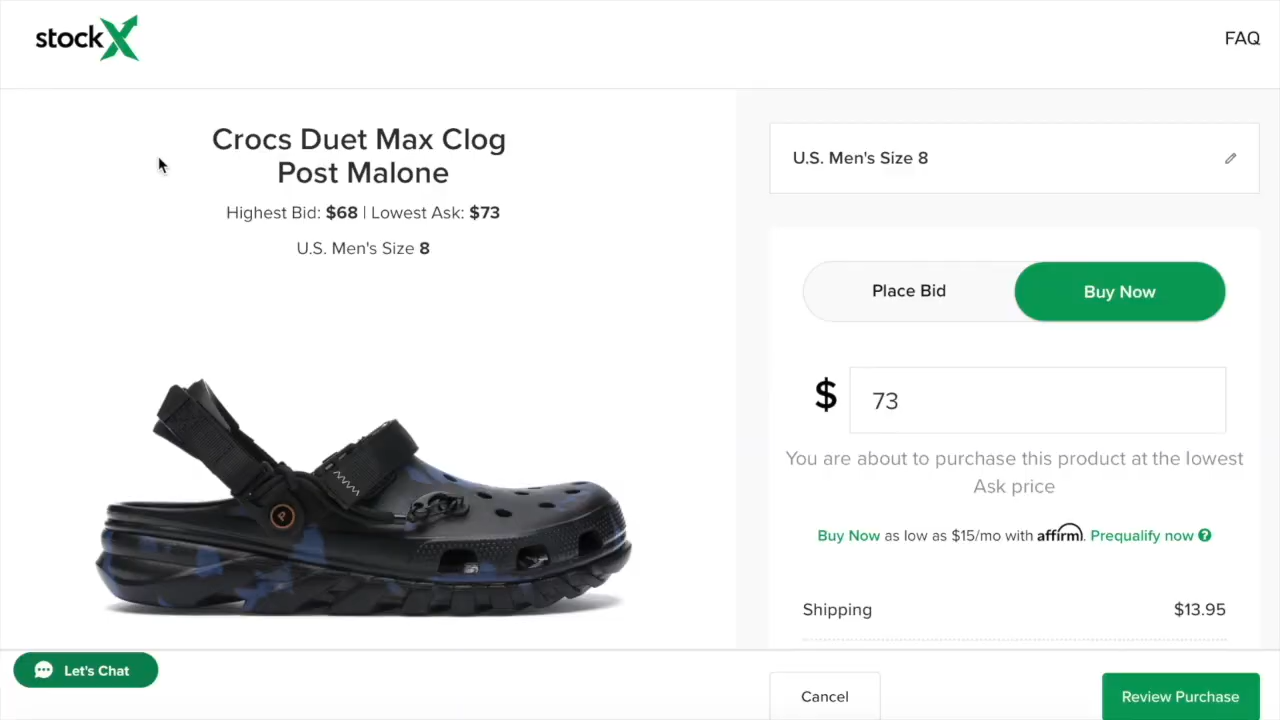 stockX
FAQ
Crocs Duet Max Clog
Post Malone
Highest Bid: $68 | Lowest Ask: $73
U.S. Men's Size 8
U.S. Men's Size 8
Place Bid
Buy Now
$ 73
You are about to purchase this product at the lowest
Ask price
Buy Now as low as $15/mo with affirm. Prequalify now ?
Shipping $13.95
Let's Chat
Cancel
Review Purchase